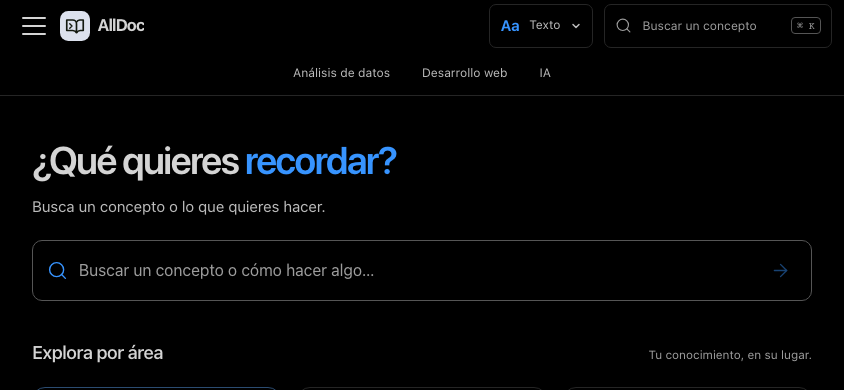 AllDoc
Aa Texto
Buscar un concepto
⌘ K
Análisis de datos
Desarrollo web
IA
¿Qué quieres recordar?
Busca un concepto o lo que quieres hacer.
Buscar un concepto o cómo hacer algo...
Explora por área
Tu conocimiento, en su lugar.